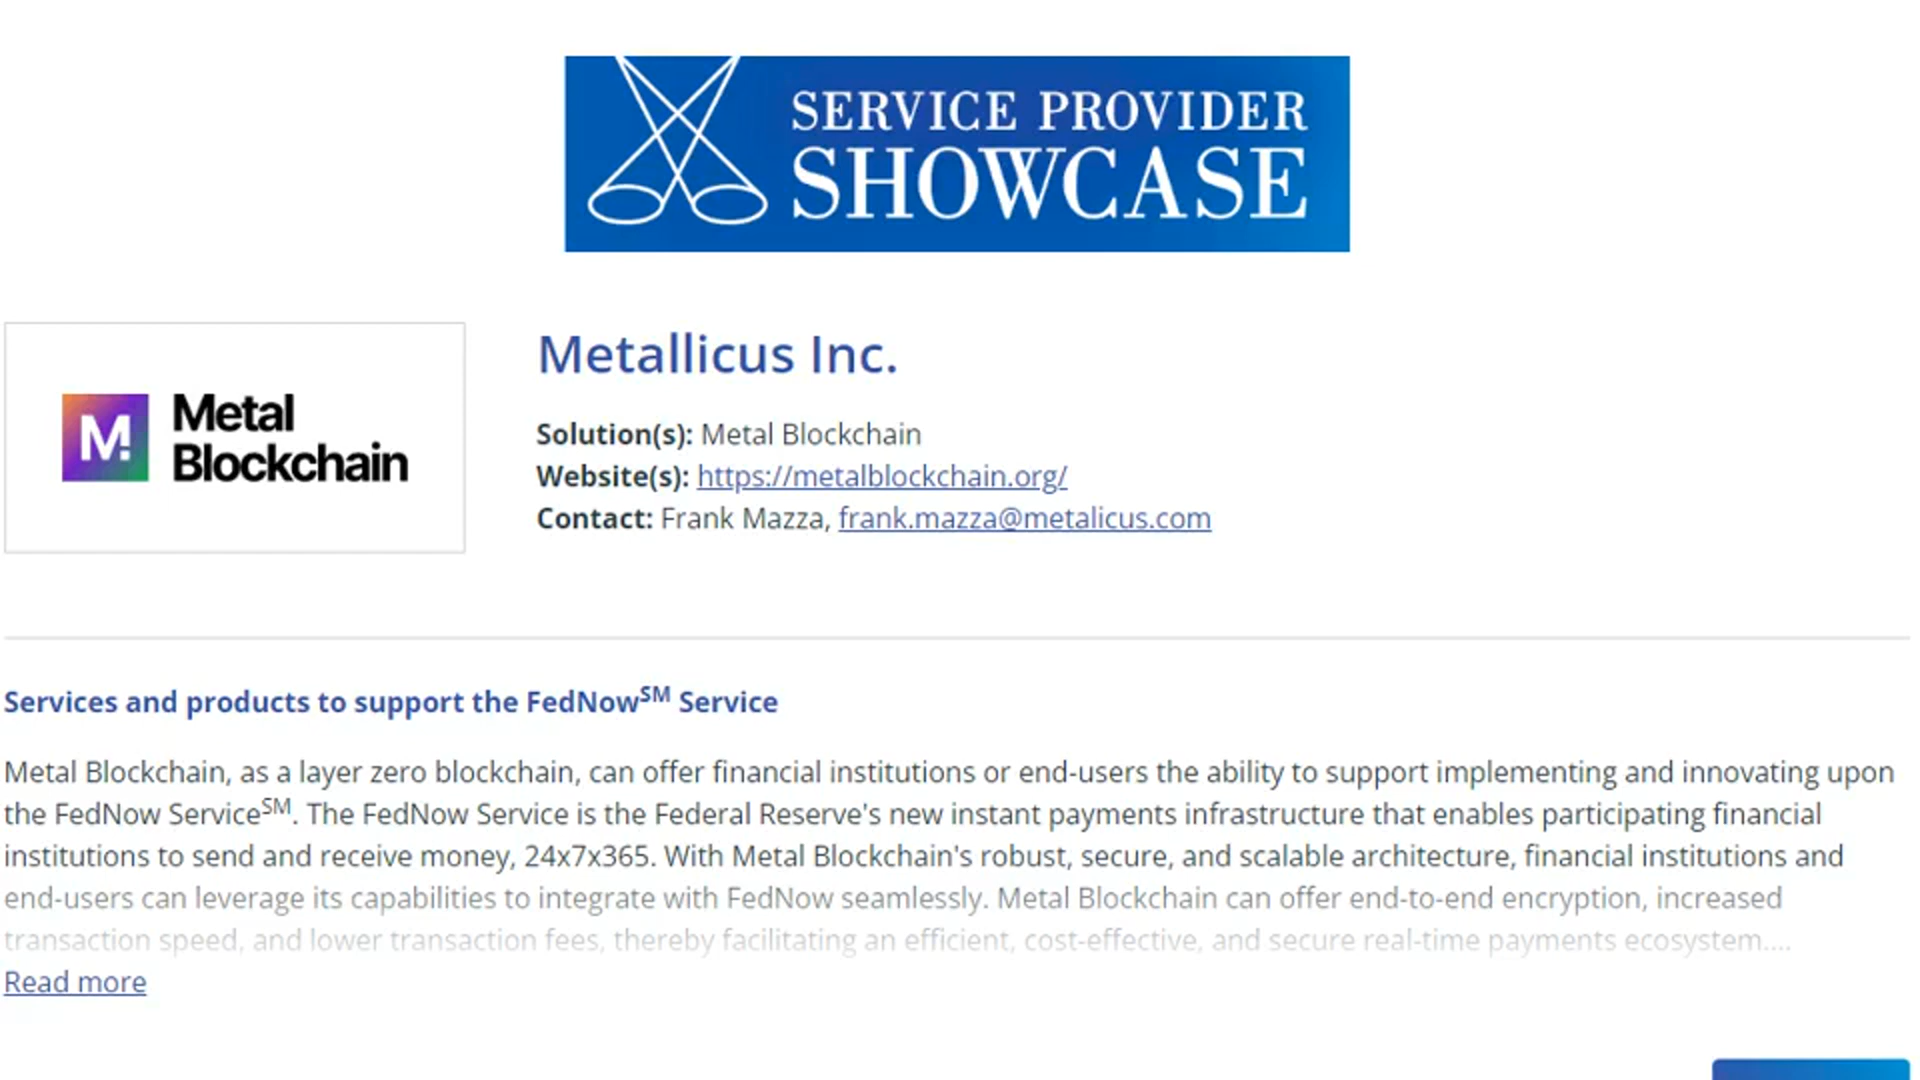 SERVICE PROVIDER
SHOWCASE
Metal
Blockchain
Metallicus Inc.
Solution(s): Metal Blockchain
Website(s): https://metalblockchain.org/
Contact: Frank Mazza, frank.mazza@metalicus.com
Services and products to support the FedNowSM Service
Metal Blockchain, as a layer zero blockchain, can offer financial institutions or end-users the ability to support implementing and innovating upon
the FedNow ServiceSM. The FedNow Service is the Federal Reserve's new instant payments infrastructure that enables participating financial
institutions to send and receive money, 24x7x365. With Metal Blockchain's robust, secure, and scalable architecture, financial institutions and
end-users can leverage its capabilities to integrate with FedNow seamlessly. Metal Blockchain can offer end-to-end encryption, increased
transaction speed, and lower transaction fees, thereby facilitating an efficient, cost-effective, and secure real-time payments ecosystem....
Read more